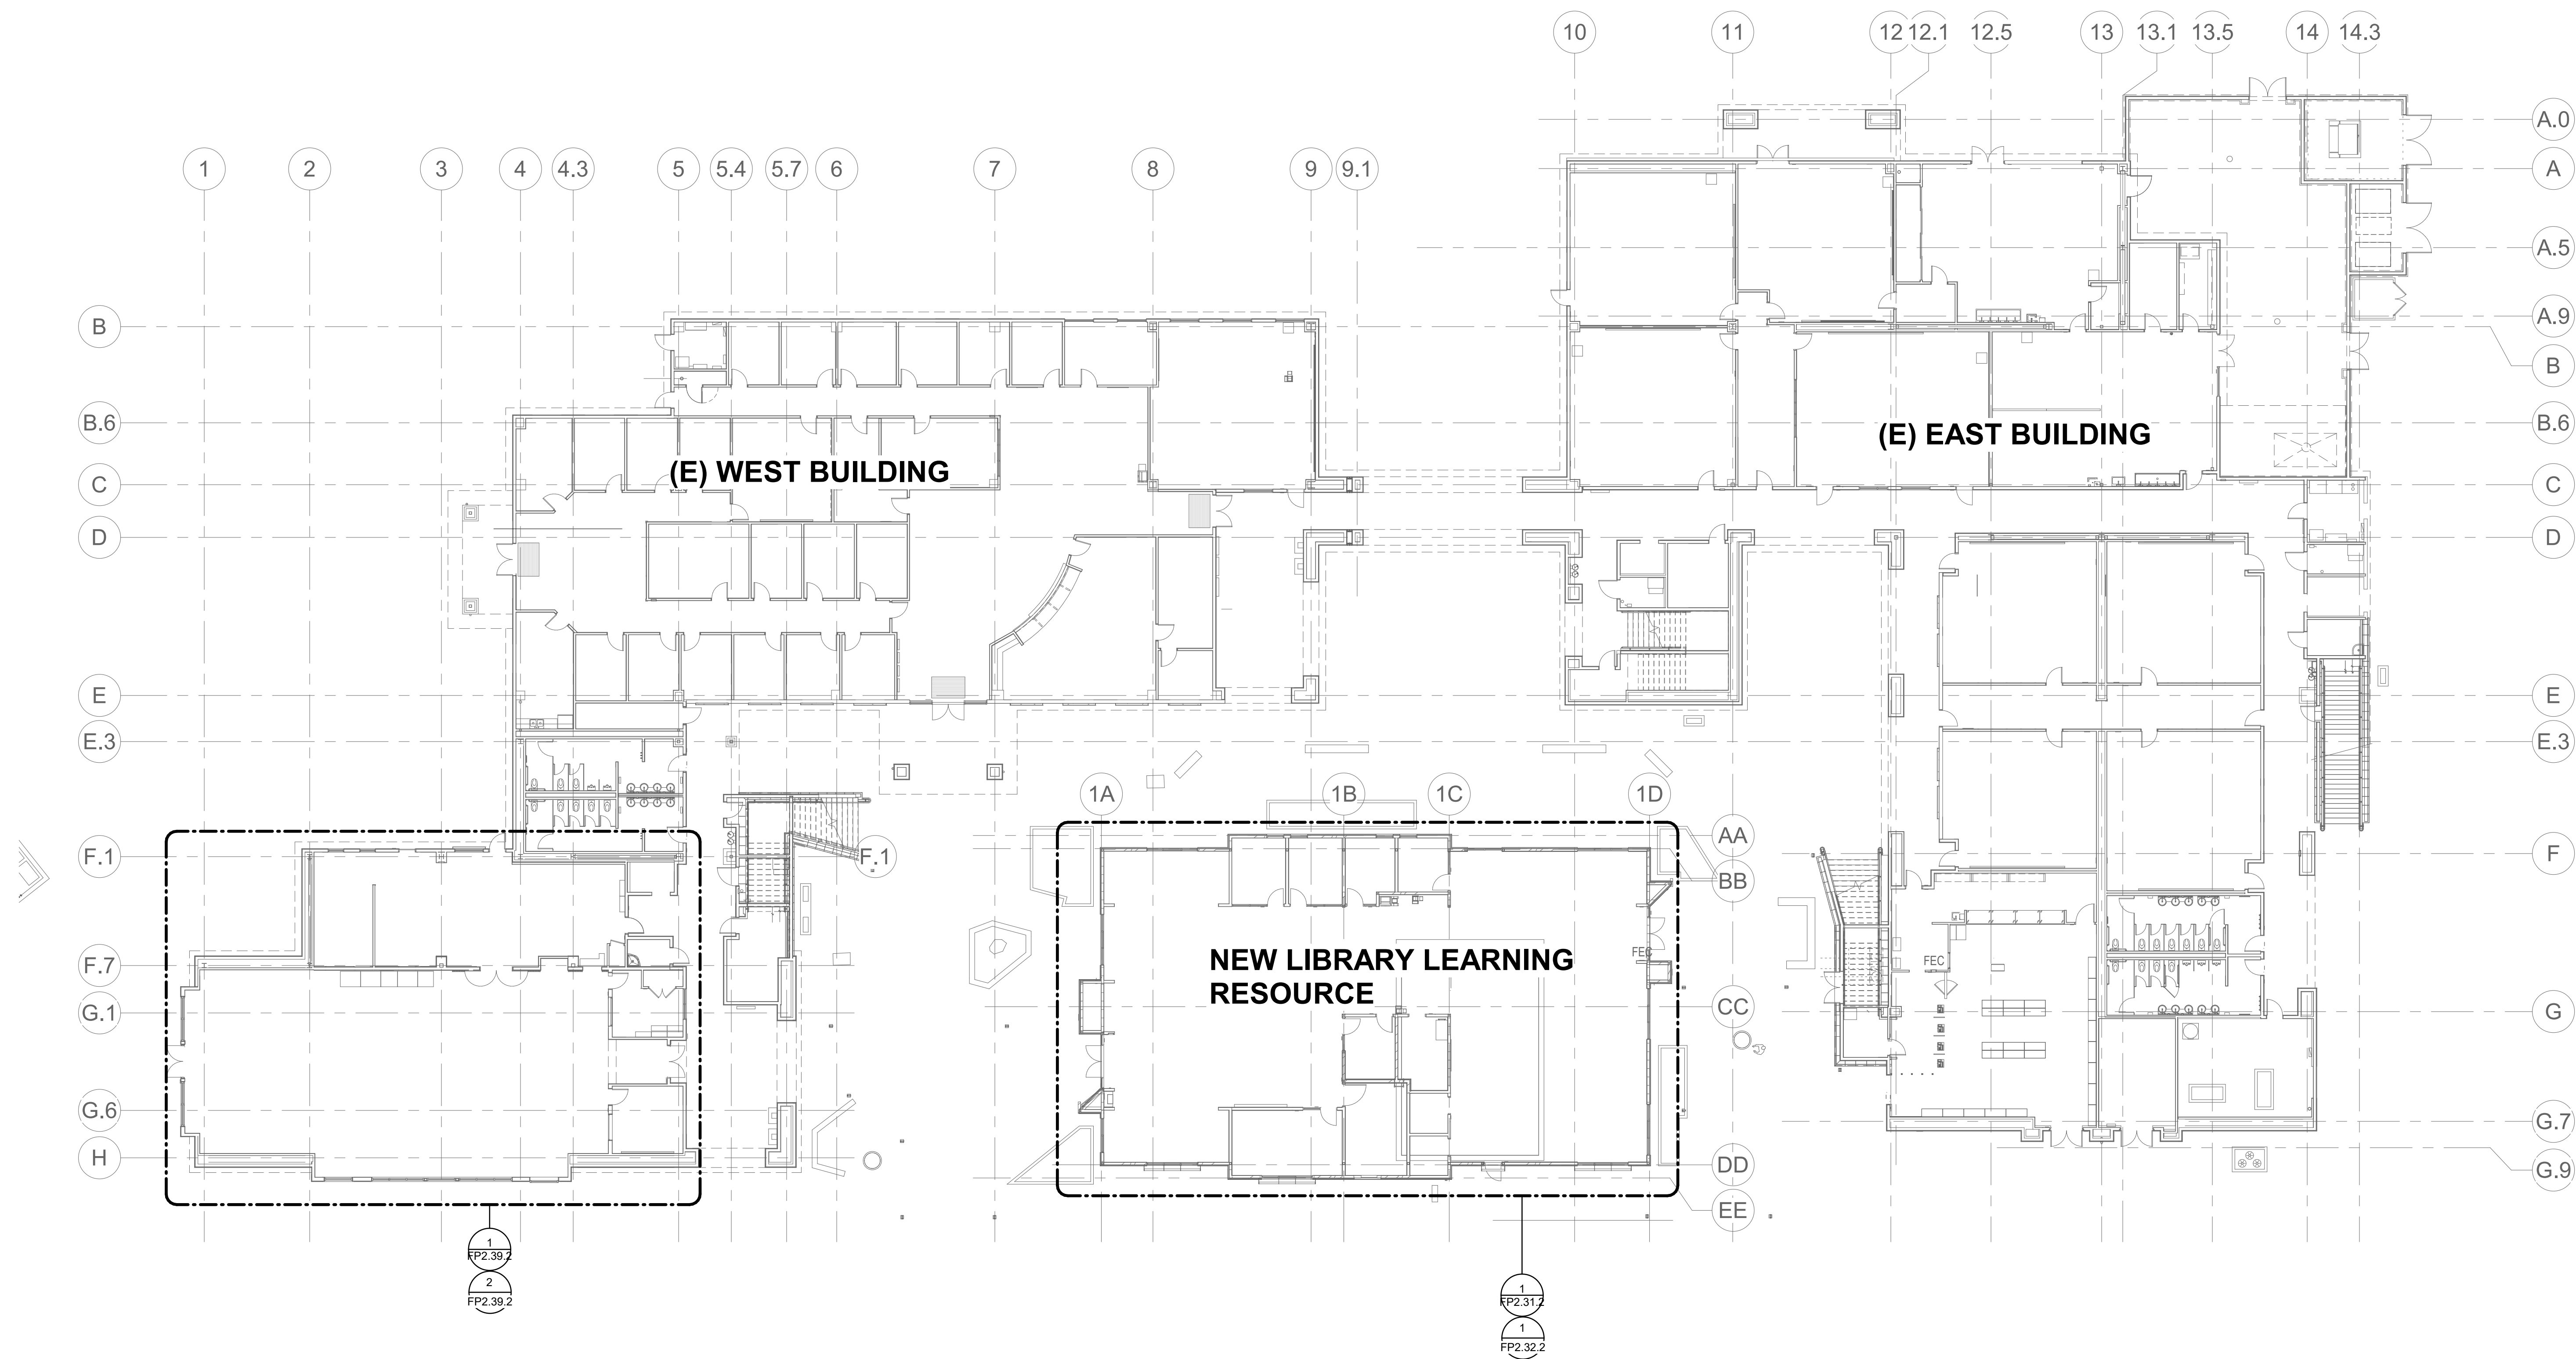 10 11 12 12.1 12.5 13 13.1 13.5 14 14.3
A.0
1 2 3 4 4.3 5 5.4 5.7 6 7 8 9 9.1
A
A.5
A.9
B
B
B.6
B.6
(E) EAST BUILDING
(E) WEST BUILDING
C
C
D
D
E
E
E.3
E.3
1A 1B 1C 1D
AA
F.1
F.1
F
BB
FEC
FEC
NEW LIBRARY LEARNING
RESOURCE
F.7
G.1
CC
G
G.6
G.7
H
DD
G.9
EE
1
FP2.39.2
2
FP2.39.2
1
FP2.31.2
1
FP2.32.2